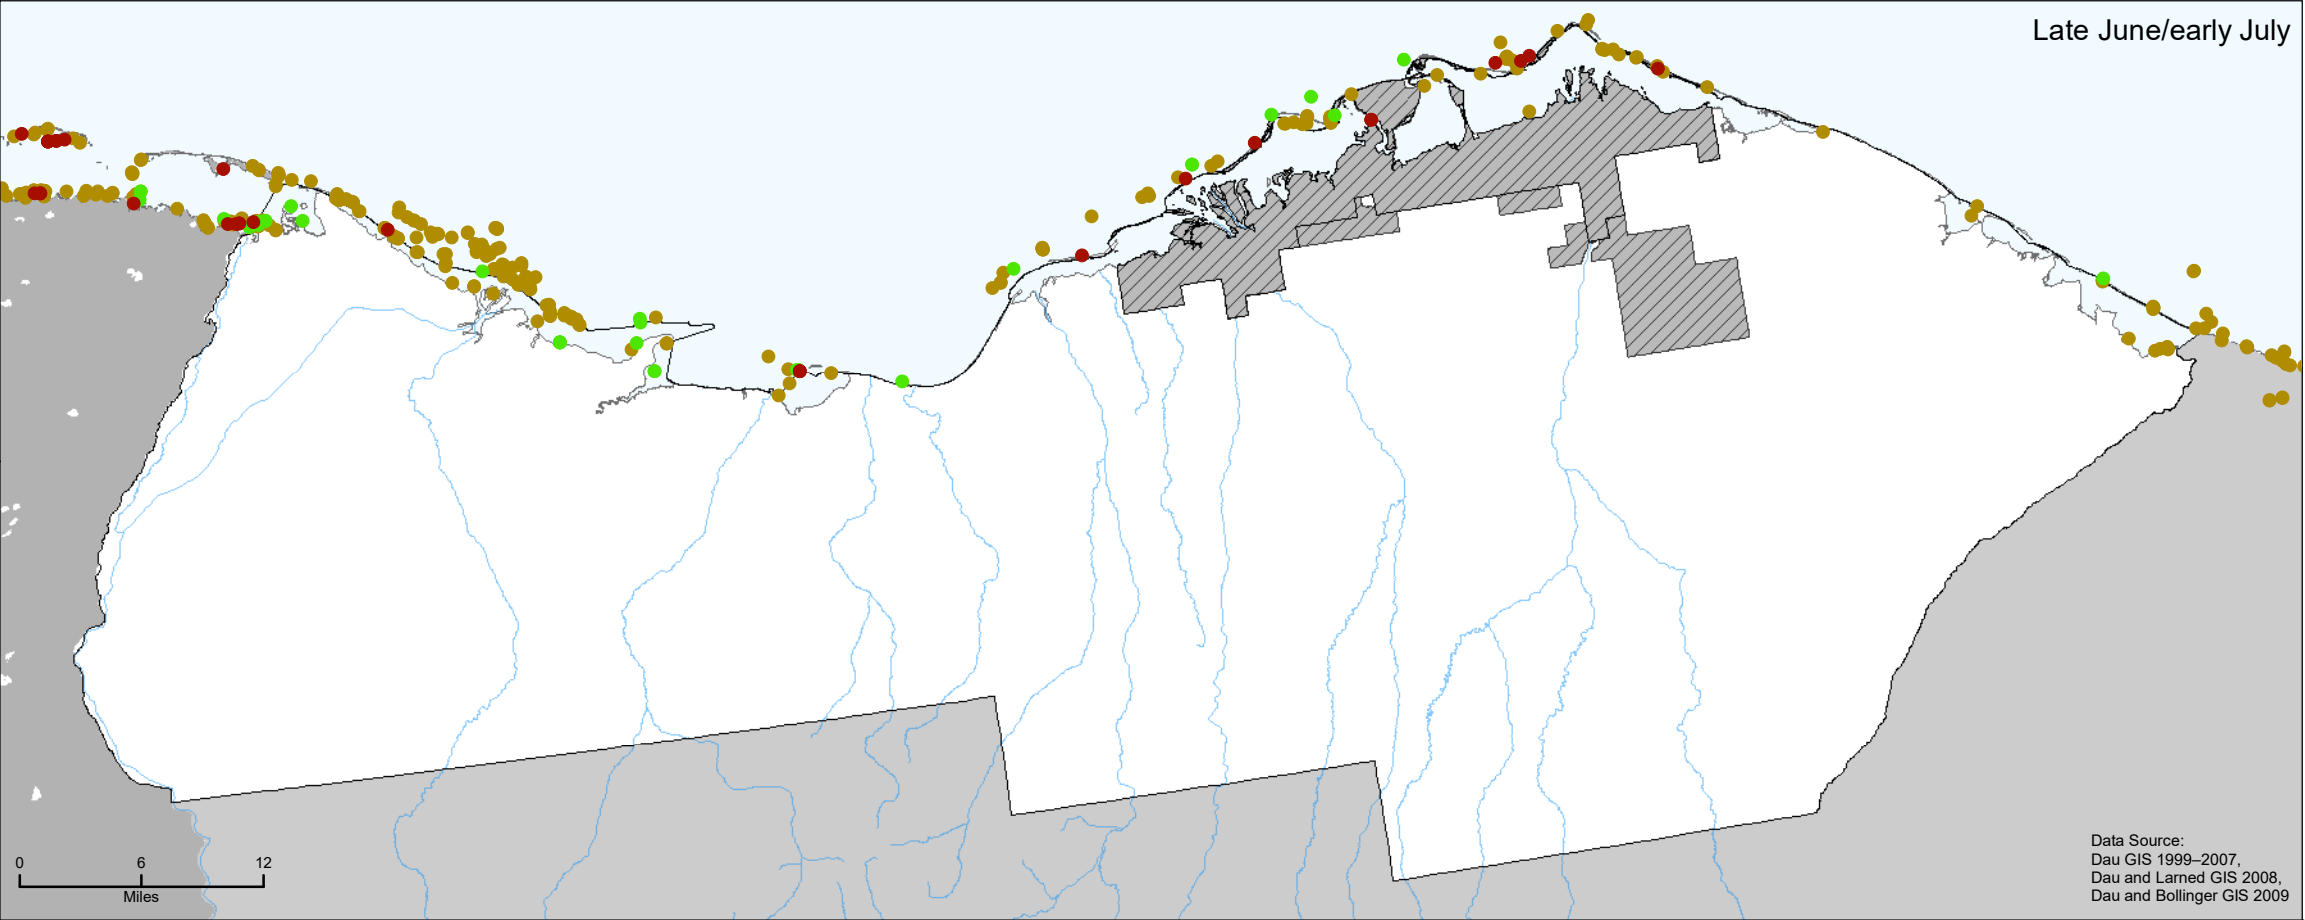 Late June/early July
0 6 12
Miles
Data Source:
Dau GIS 1999–2007,
Dau and Larned GIS 2008,
Dau and Bollinger GIS 2009